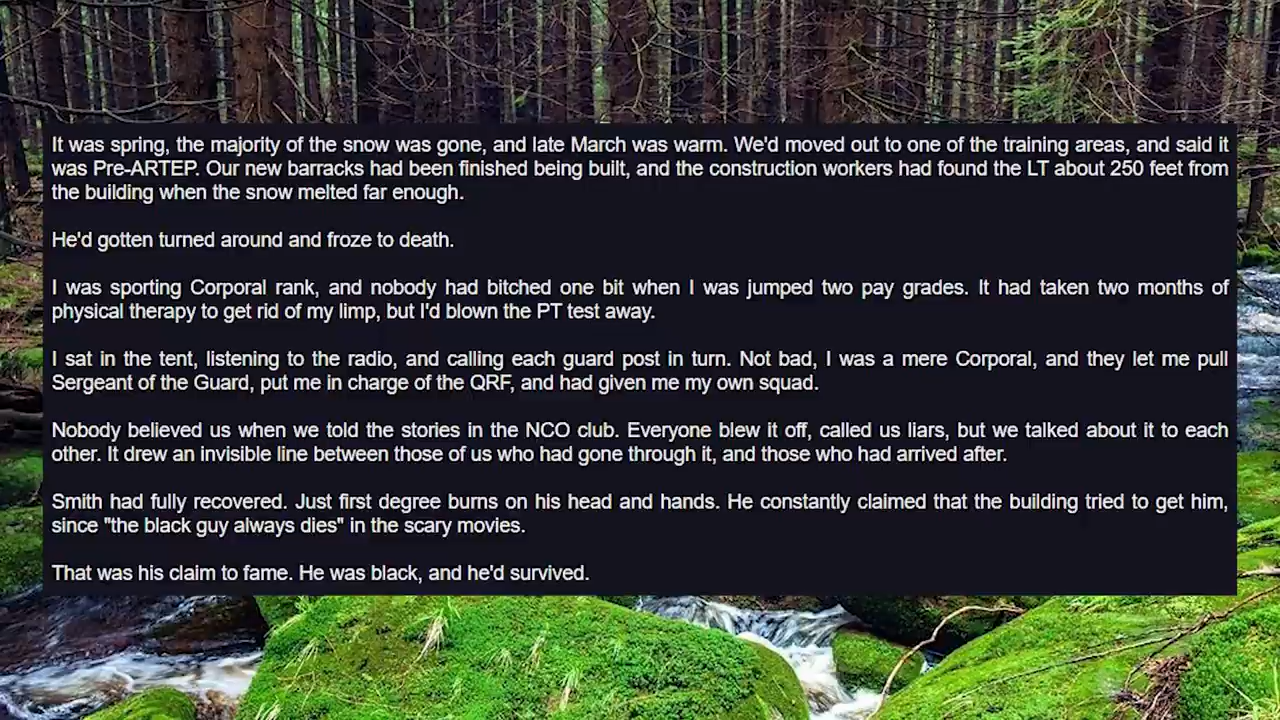 It was spring, the majority of the snow was gone, and late March was warm. We'd moved out to one of the training areas, and said it
was Pre-ARTEP. Our new barracks had been finished being built, and the construction workers had found the LT about 250 feet from
the building when the snow melted far enough.
He'd gotten turned around and froze to death.
I was sporting Corporal rank, and nobody had bitched one bit when I was jumped two pay grades. It had taken two months of
physical therapy to get rid of my limp, but I'd blown the PT test away.
I sat in the tent, listening to the radio, and calling each guard post in turn. Not bad, I was a mere Corporal, and they let me pull
Sergeant of the Guard, put me in charge of the QRF, and had given me my own squad.
Nobody believed us when we told the stories in the NCO club. Everyone blew it off, called us liars, but we talked about it to each
other. It drew an invisible line between those of us who had gone through it, and those who had arrived after.
Smith had fully recovered. Just first degree burns on his head and hands. He constantly claimed that the building tried to get him,
since "the black guy always dies" in the scary movies.
That was his claim to fame. He was black, and he'd survived.